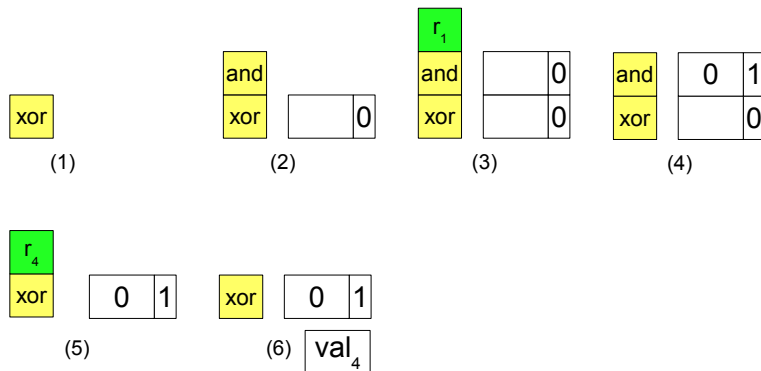 r₁
and and 0 and 0 1
xor xor 0 xor 0 xor 0
(1) (2) (3) (4)
r₄
xor 0 1 xor 0 1
(5) (6) val₄